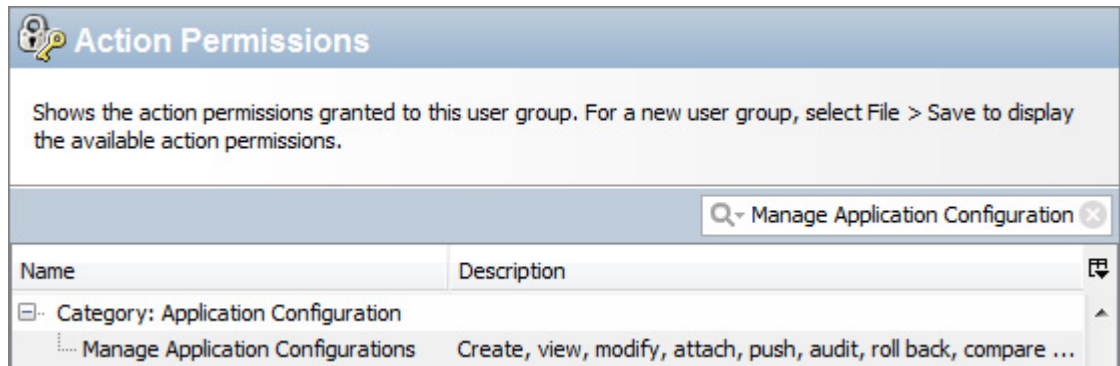 Action Permissions
Shows the action permissions granted to this user group. For a new user group, select File > Save to display
the available action permissions.
Manage Application Configuration
Name Description
Category: Application Configuration
Manage Application Configurations Create, view, modify, attach, push, audit, roll back, compare ...